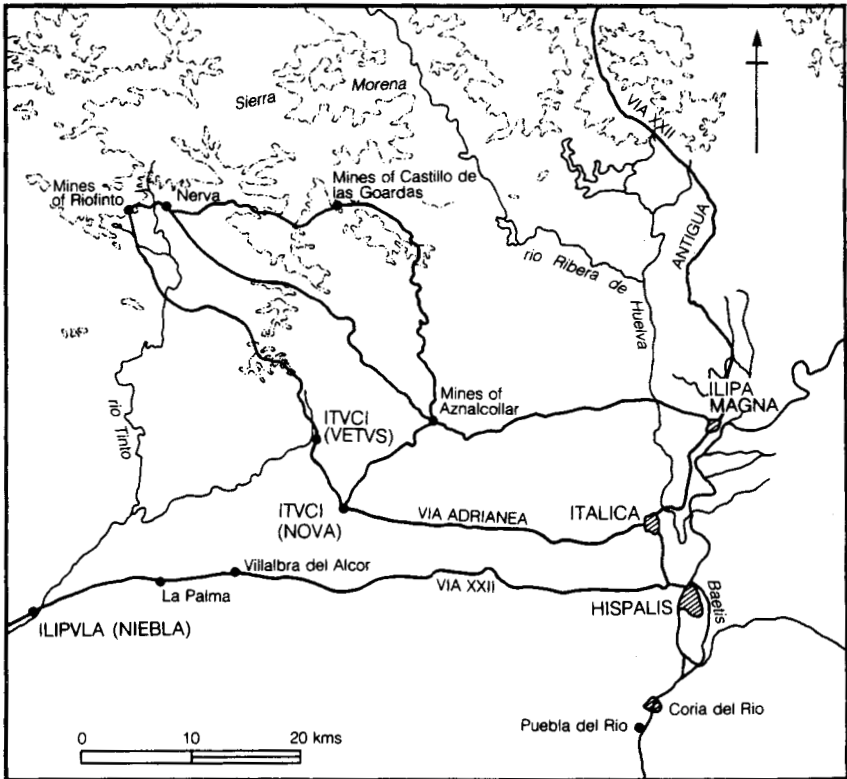 Sierra Morena
VIA XXII
Mines
of Riofinto
Nerva
Mines of Castillo de
las Goardas
ANTIGUA
rio Ribera de
Huelva
ILIPA
MAGNA
Mines of
Aznalcollar
rio Tinto
ITVCI
(VETVS)
ITVCI
(NOVA)
VIA ADRIANEA
ITALICA
Villalbra del Alcor
La Palma
VIA XXII
HISPALIS
Baetis
ILIPVLA (NIEBLA)
Coria del Rio
Puebla del Rio
0 10 20 kms